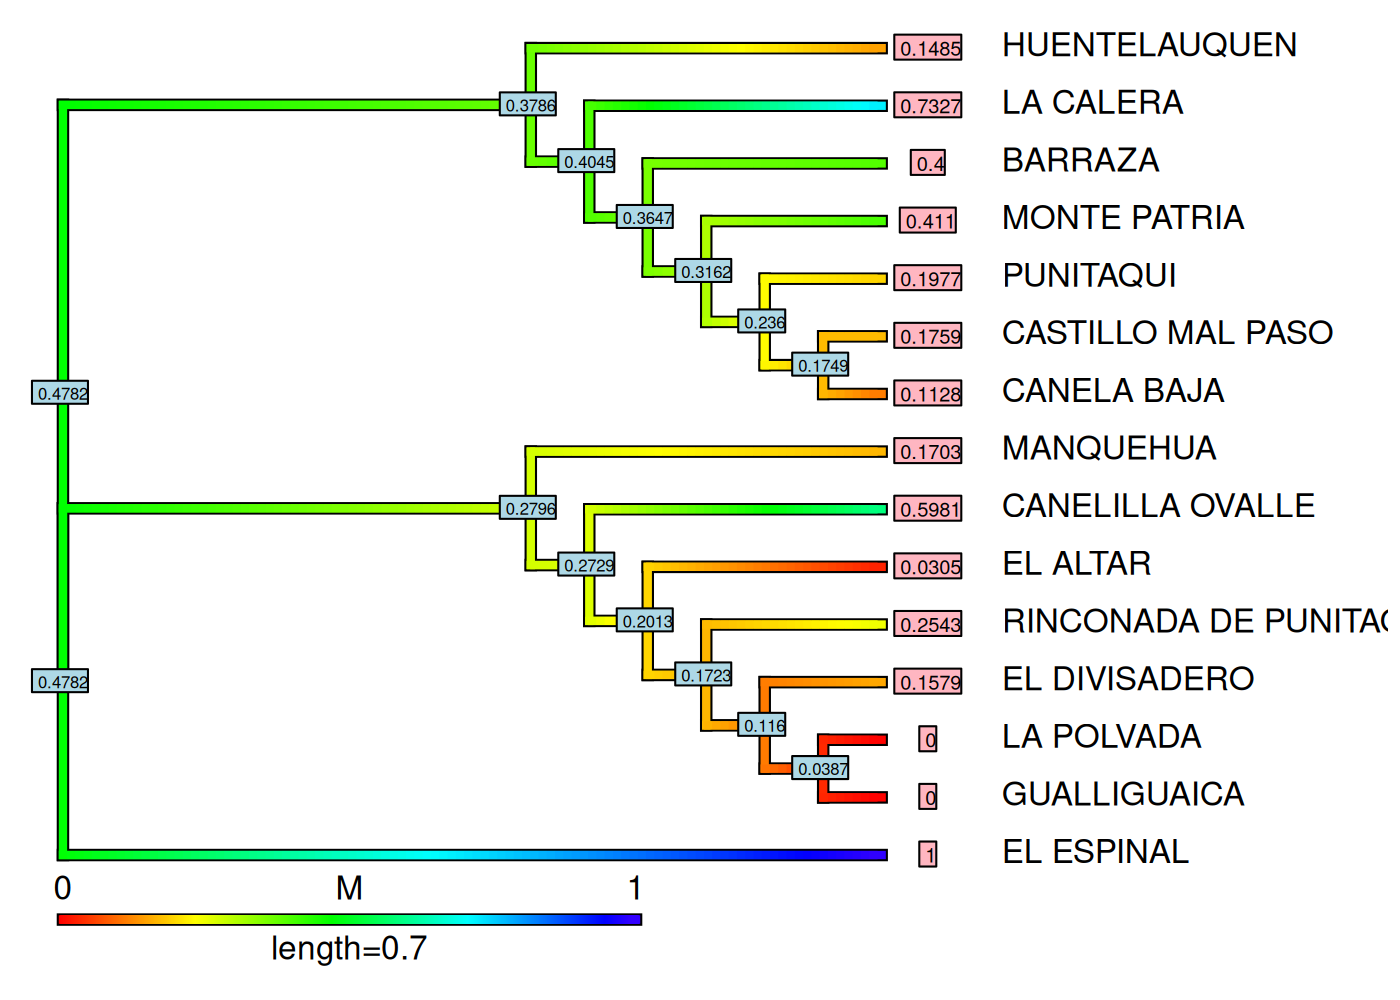 0.1485 HUENTELAUQUEN
0.3786
0.7327 LA CALERA
0.4045
0.4 BARRAZA
0.3647
0.411 MONTE PATRIA
0.3162
0.1977 PUNITAQUI
0.236
0.1759 CASTILLO MAL PASO
0.1749
0.4782
0.1128 CANELA BAJA
0.1703 MANQUEHUA
0.2796
0.5981 CANELILLA OVALLE
0.2729
0.0305 EL ALTAR
0.2013
0.2543 RINCONADA DE PUNITAQ
0.1723
0.4782
0.1579 EL DIVISADERO
0.116
0 LA POLVADA
0.0387
0 GUALLIGUAICA
1 EL ESPINAL
0 M 1
length=0.7